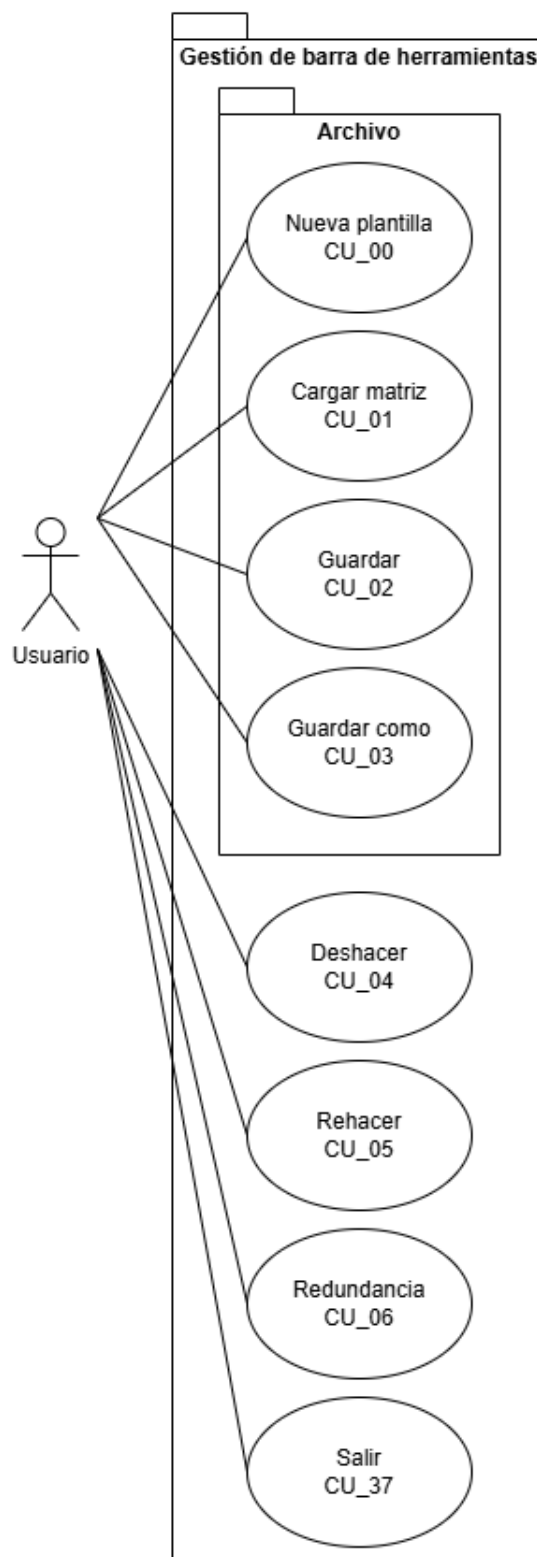 Gestión de barra de herramientas
Archivo
Nueva plantilla
CU_00
Cargar matriz
CU_01
Guardar
CU_02
Usuario
Guardar como
CU_03
Deshacer
CU_04
Rehacer
CU_05
Redundancia
CU_06
Salir
CU_37